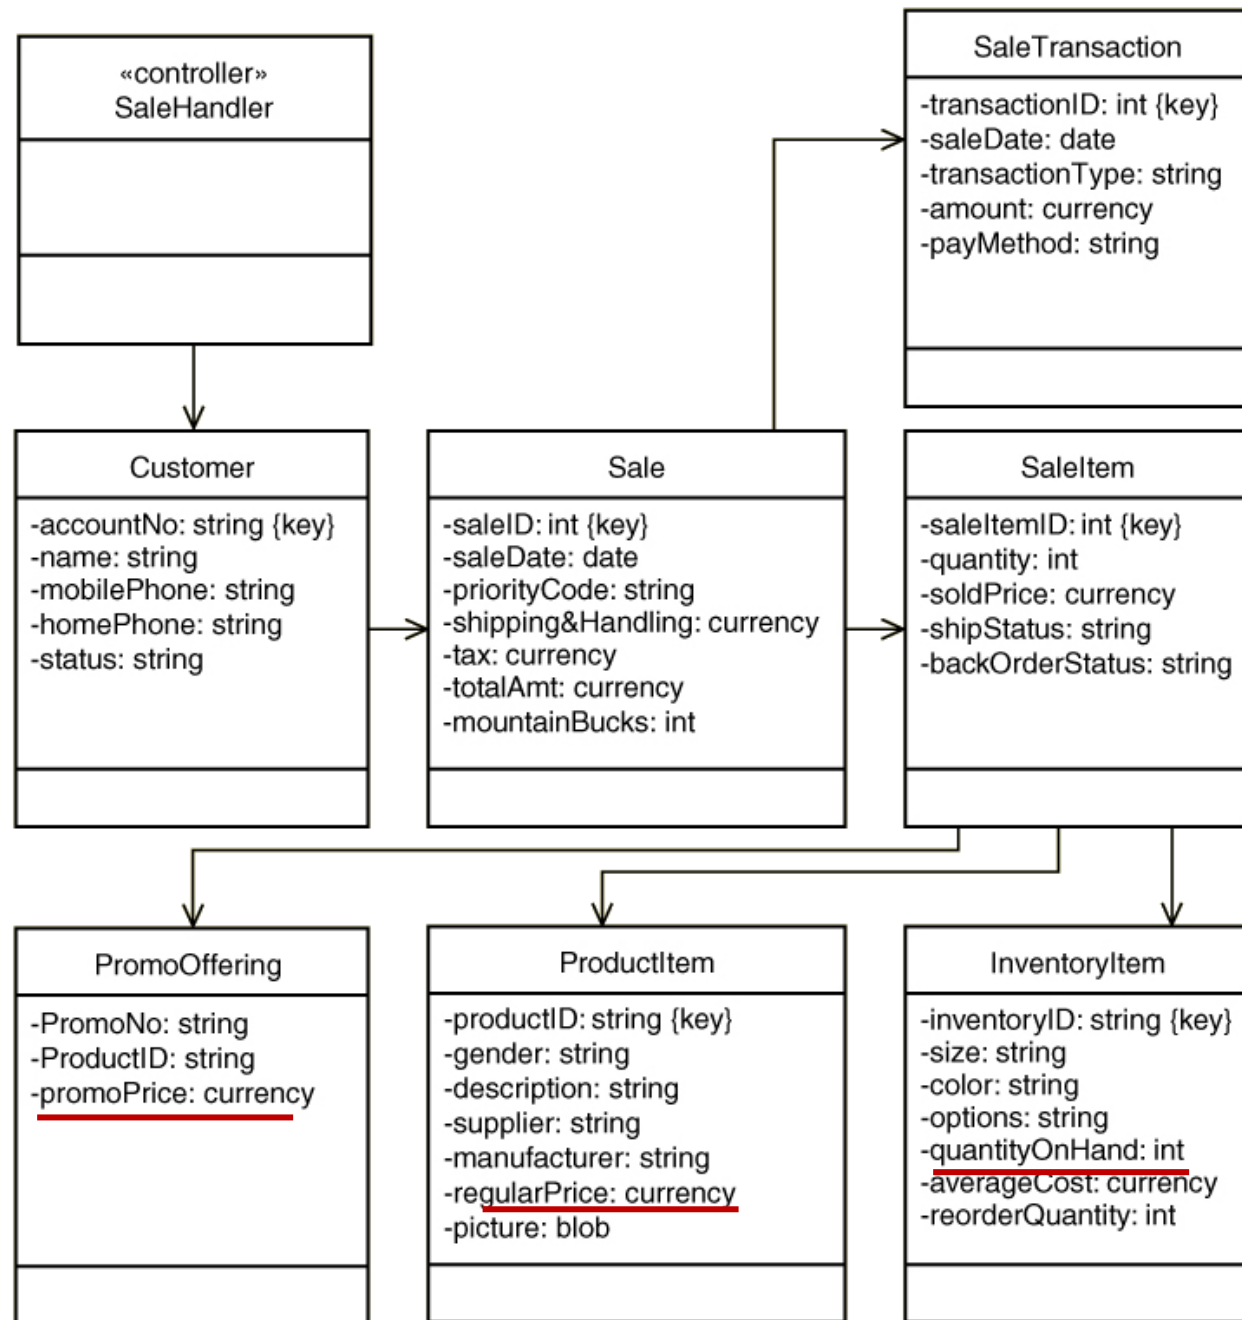 «controller»
SaleHandler
SaleTransaction
-transactionID: int {key}
-saleDate: date
-transactionType: string
-amount: currency
-payMethod: string
Customer
-accountNo: string {key}
-name: string
-mobilePhone: string
-homePhone: string
-status: string
Sale
-saleID: int {key}
-saleDate: date
-priorityCode: string
-shipping&Handling: currency
-tax: currency
-totalAmt: currency
-mountainBucks: int
SaleItem
-saleItemID: int {key}
-quantity: int
-soldPrice: currency
-shipStatus: string
-backOrderStatus: string
PromoOffering
-PromoNo: string
-ProductID: string
-promoPrice: currency
ProductItem
-productID: string {key}
-gender: string
-description: string
-supplier: string
-manufacturer: string
-regularPrice: currency
-picture: blob
InventoryItem
-inventoryID: string {key}
-size: string
-color: string
-options: string
-quantityOnHand: int
-averageCost: currency
-reorderQuantity: int